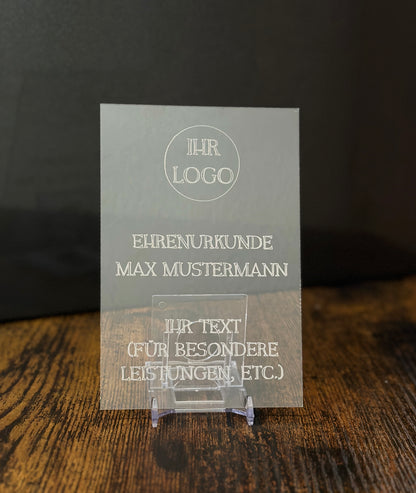 IHR
LOGO
EHRENURKUNDE
MAX MUSTERMANN
IHR TEXT
(FÜR BESONDERE
LEISTUNGEN, ETC.)